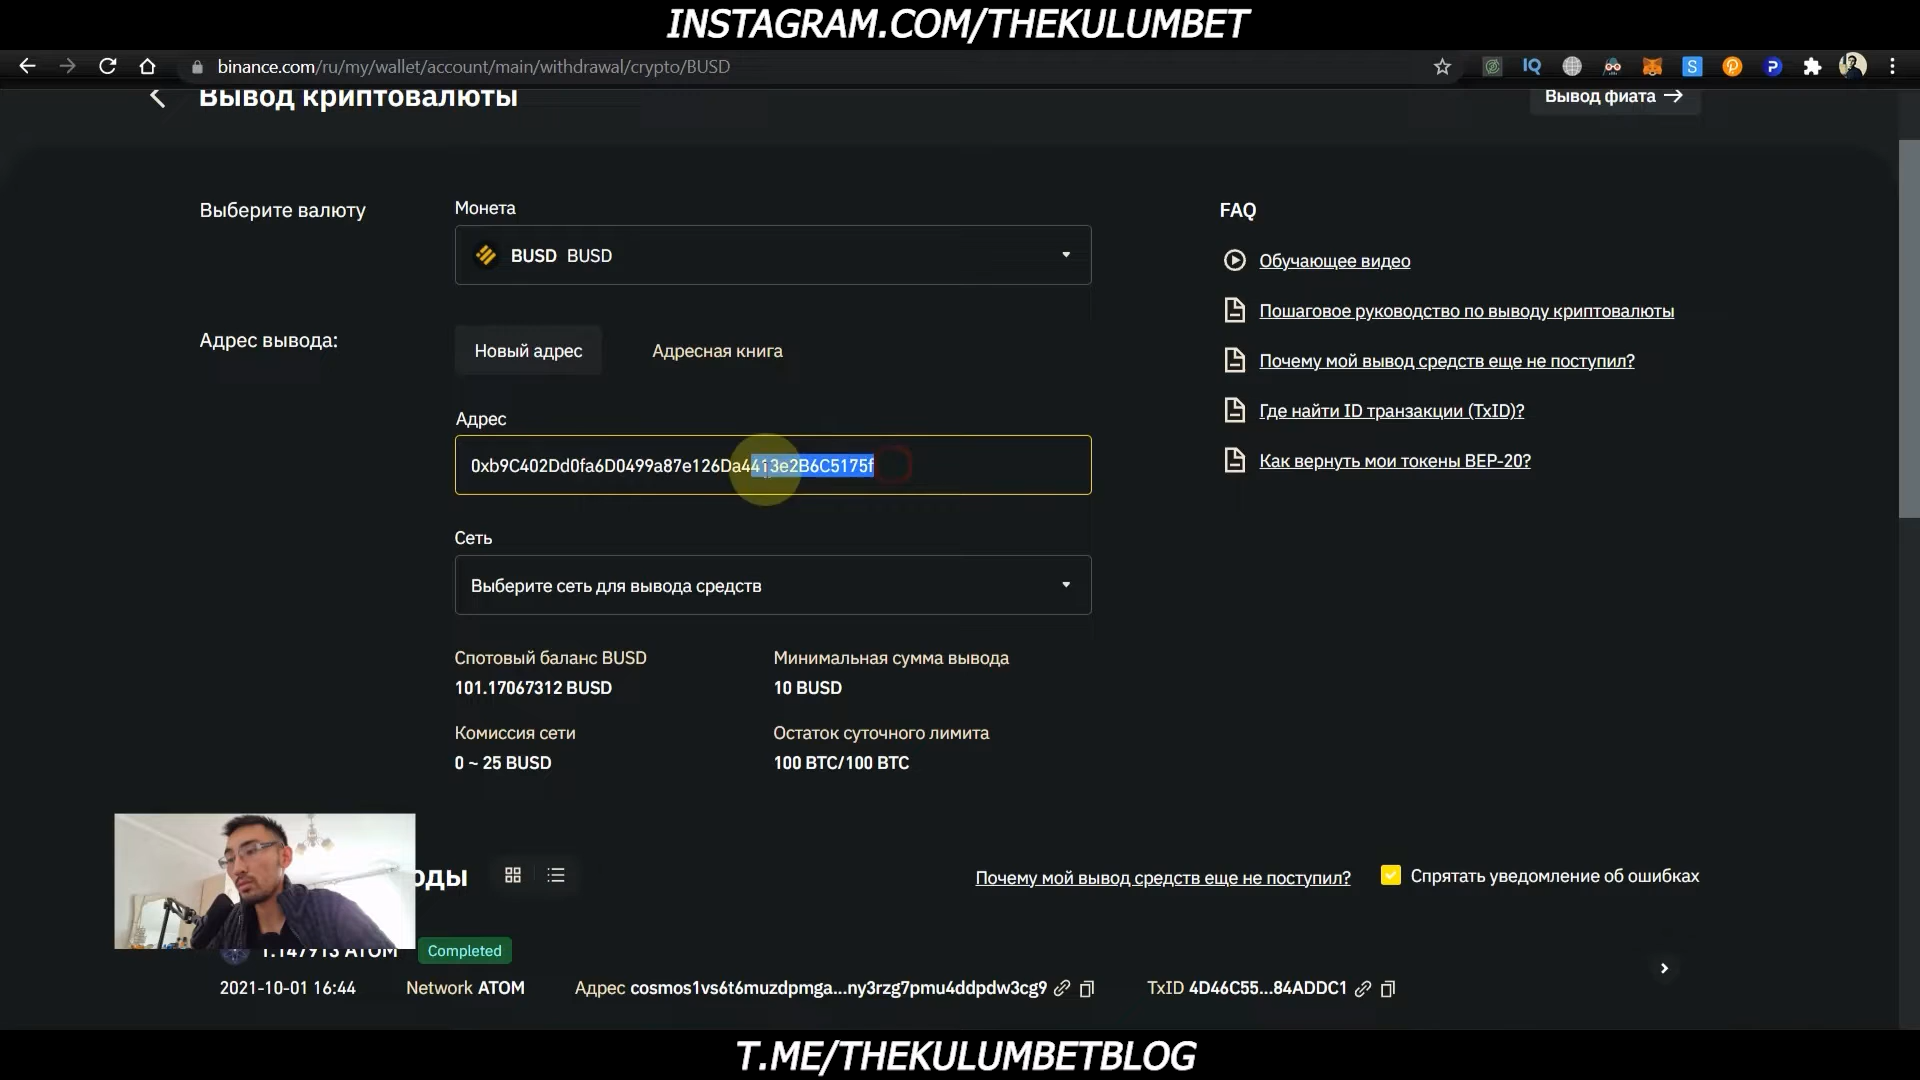 INSTAGRAM.COM/THEKULUMBET
binance.com/ru/my/wallet/account/main/withdrawal/crypto/BUSD
IQ
S
Вывод криптовалюты
Вывод фиата →
Выберите валюту
Монета
BUSD BUSD
FAQ
Обучающее видео
Пошаговое руководство по выводу криптовалюты
Почему мой вывод средств еще не поступил?
Где найти ID транзакции (TxID)?
Как вернуть мои токены BEP-20?
Адрес вывода:
Новый адрес
Адресная книга
Адрес
0xb9C402Dd0fa6D0499a87e126Da4413e2B6C5175f
Сеть
Выберите сеть для вывода средств
Спотовый баланс BUSD
101.17067312 BUSD
Минимальная сумма вывода
10 BUSD
Комиссия сети
0 ~ 25 BUSD
Остаток суточного лимита
100 BTC/100 BTC
оды
Почему мой вывод средств еще не поступил?
Спрятать уведомление об ошибках
1.147913 ATOM
Completed
2021-10-01 16:44
Network ATOM
Адрес cosmos1vs6t6muzdpmga...ny3rzg7pmu4ddpdw3cg9
TxID 4D46C55...84ADDC1
T.ME/THEKULUMBETBLOG